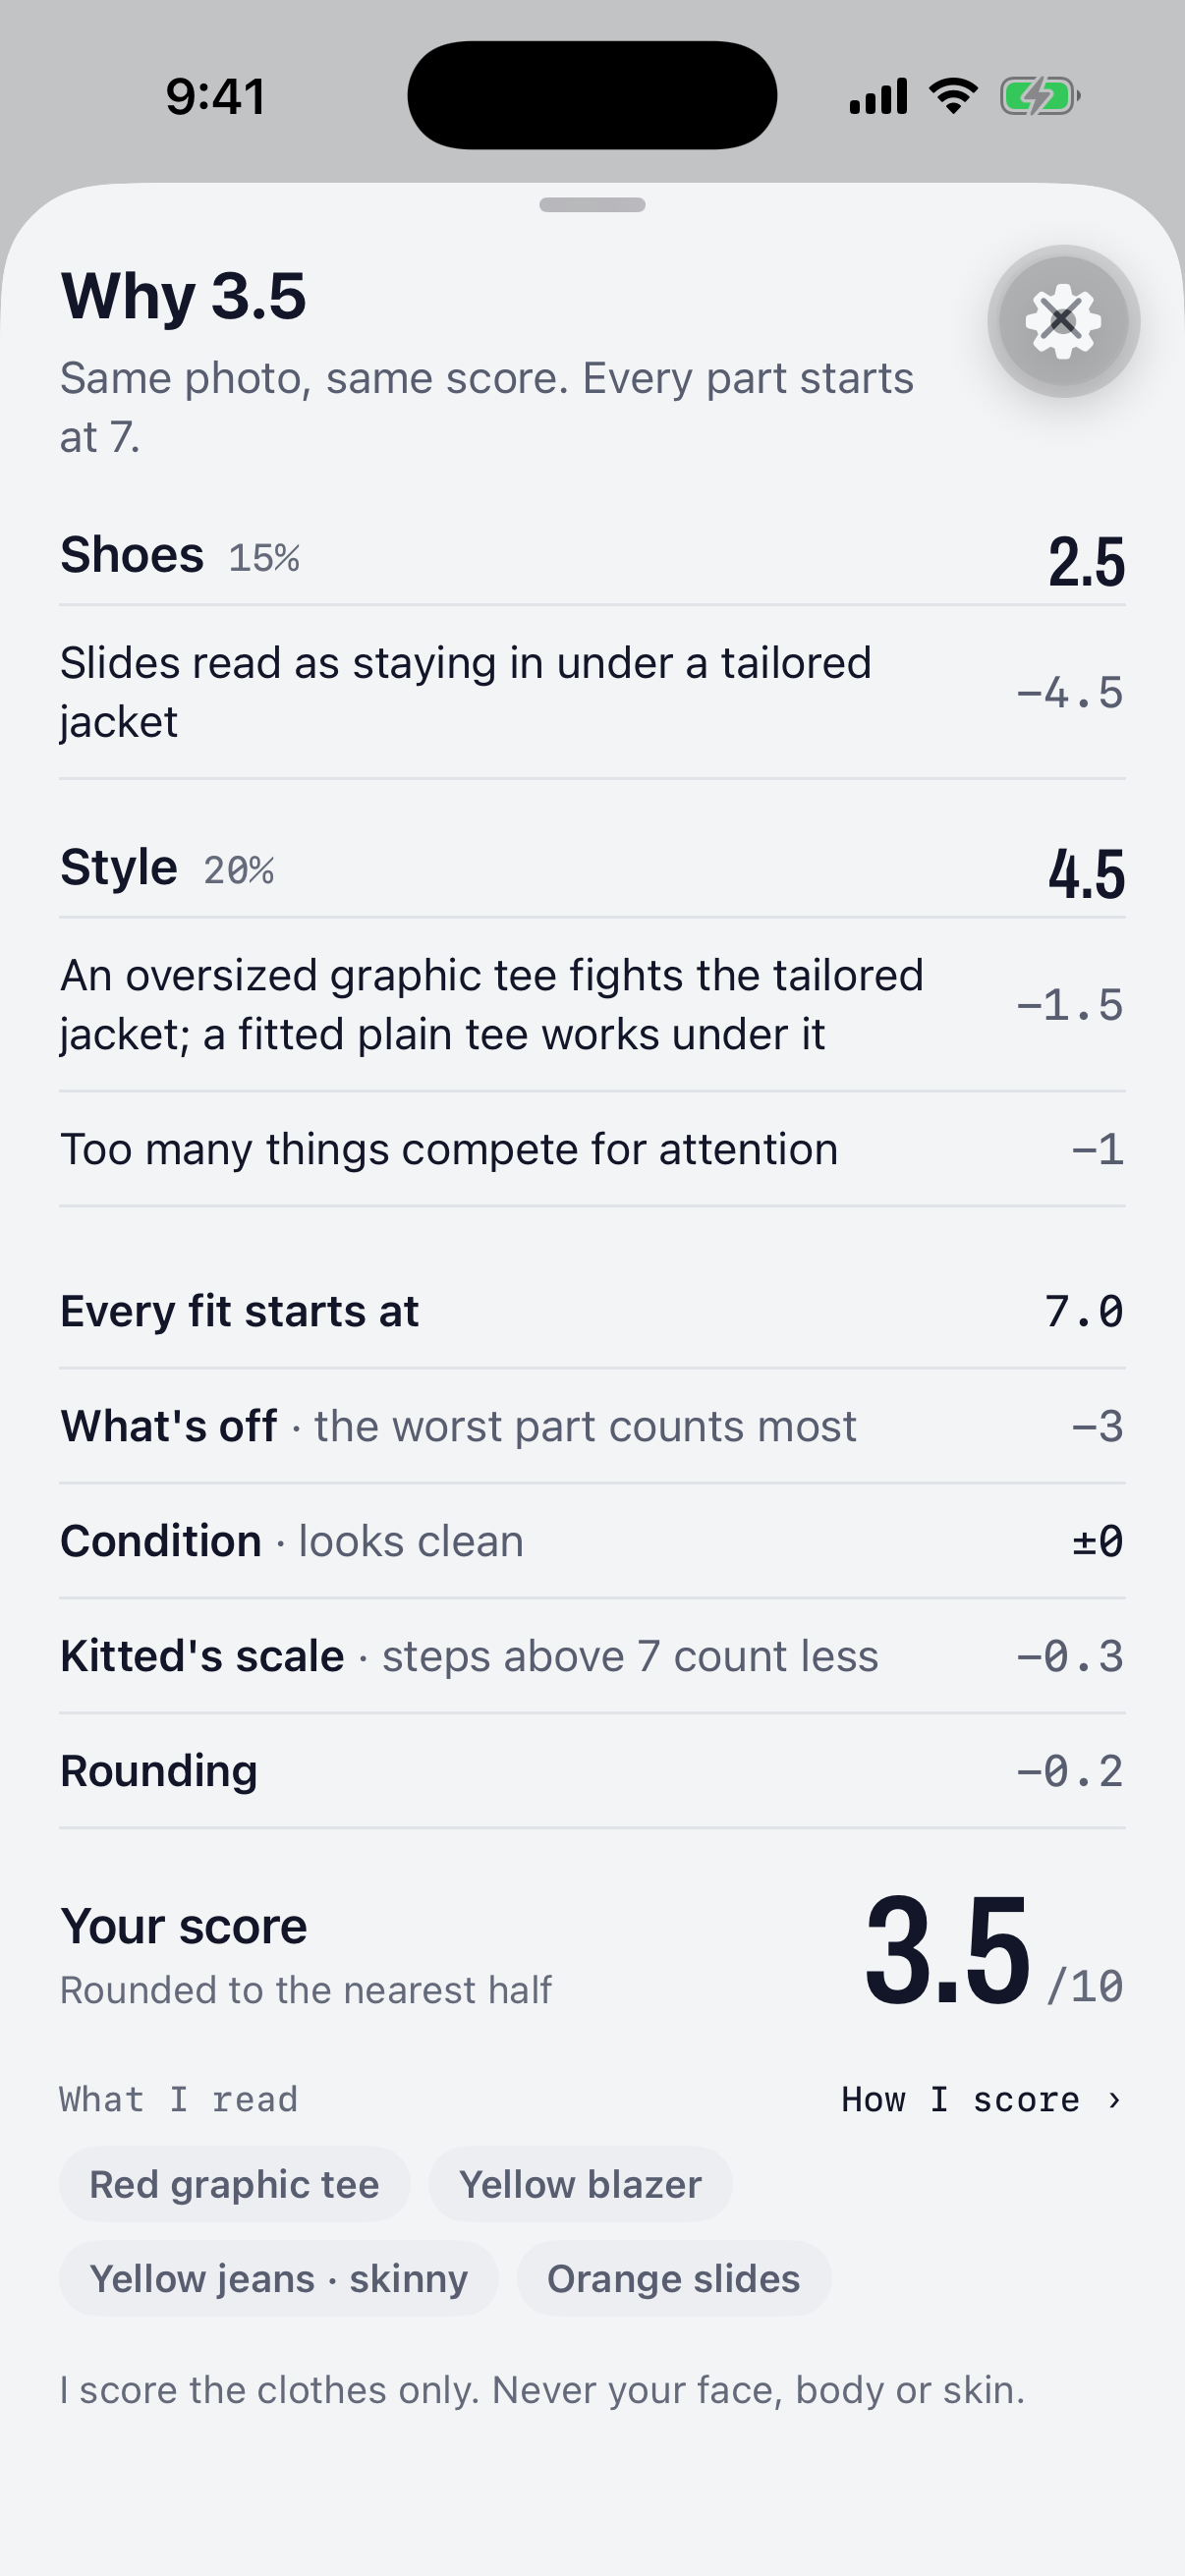 9:41
Why 3.5
Same photo, same score. Every part starts
at 7.
Shoes 15% 2.5
Slides read as staying in under a tailored
jacket −4.5
Style 20% 4.5
An oversized graphic tee fights the tailored
jacket; a fitted plain tee works under it −1.5
Too many things compete for attention −1
Every fit starts at 7.0
What's off · the worst part counts most −3
Condition · looks clean ±0
Kitted's scale · steps above 7 count less −0.3
Rounding −0.2
Your score 3.5 /10
Rounded to the nearest half
What I read How I score ›
Red graphic tee Yellow blazer
Yellow jeans · skinny Orange slides
I score the clothes only. Never your face, body or skin.